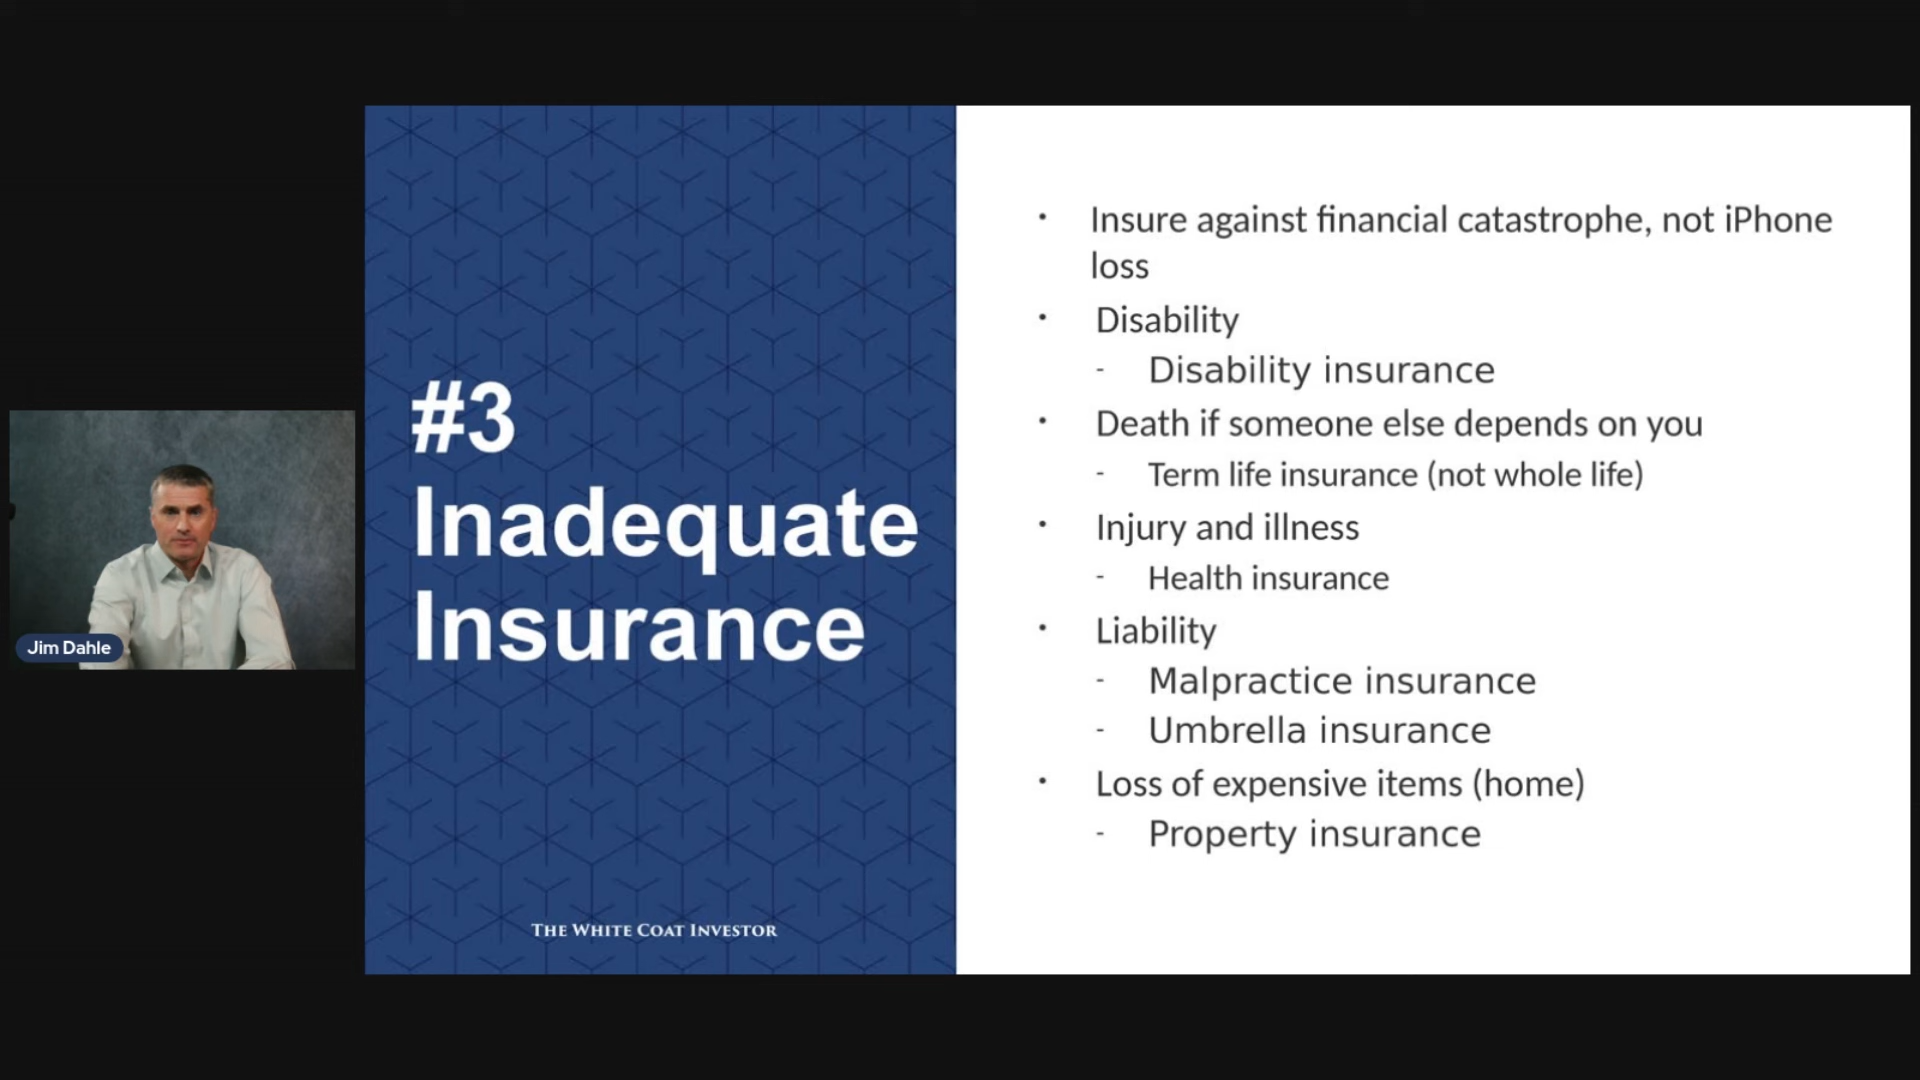 Jim Dahle
#3
Inadequate
Insurance
THE WHITE COAT INVESTOR
• Insure against financial catastrophe, not iPhone
loss
• Disability
- Disability insurance
• Death if someone else depends on you
- Term life insurance (not whole life)
• Injury and illness
- Health insurance
• Liability
- Malpractice insurance
- Umbrella insurance
• Loss of expensive items (home)
- Property insurance